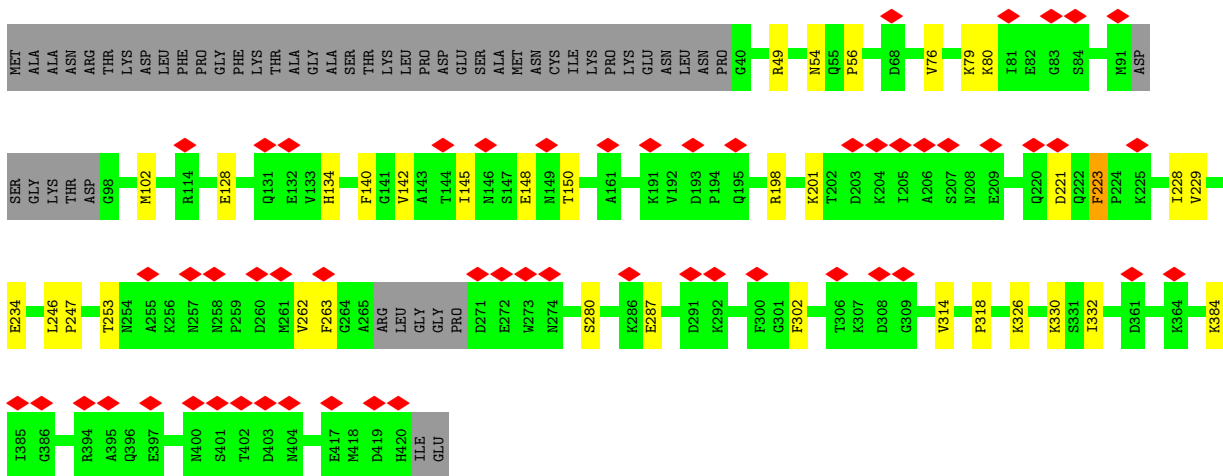 MET ALA ALA ASN ARG THR LYS ASP LEU PHE PRO GLY PHE LYS THR ALA GLY ALA SER THR LYS LEU PRO ASP GLU SER ALA MET ASN CYS ILE LYS PRO LYS GLU ASN LEU ASN PRO G40 R49 N54 Q55 P56 D68 V76 K79 K80 I81 E82 G83 S84 M91 ASP
SER GLY LYS THR ASP G98 M102 R114 E128 Q131 E132 V133 H134 F140 G141 V142 A143 T144 I145 N146 S147 E148 N149 T150 A161 K191 V192 D193 P194 Q195 R198 K201 T202 D203 K204 I205 A206 S207 N208 E209 Q220 D221 Q222 F223 P224 K225 I228 V229
E234 L246 P247 T253 N254 A255 K256 N257 N258 P259 D260 M261 V262 F263 G264 A265 ARG LEU GLY GLY PRO D271 E272 W273 N274 S280 K286 E287 D291 K292 F300 G301 F302 T306 K307 D308 G309 V314 P318 K326 K330 S331 I332 D361 K364 K384
I385 G386 R394 A395 Q396 E397 N400 S401 T402 D403 N404 E417 M418 D419 H420 ILE GLU